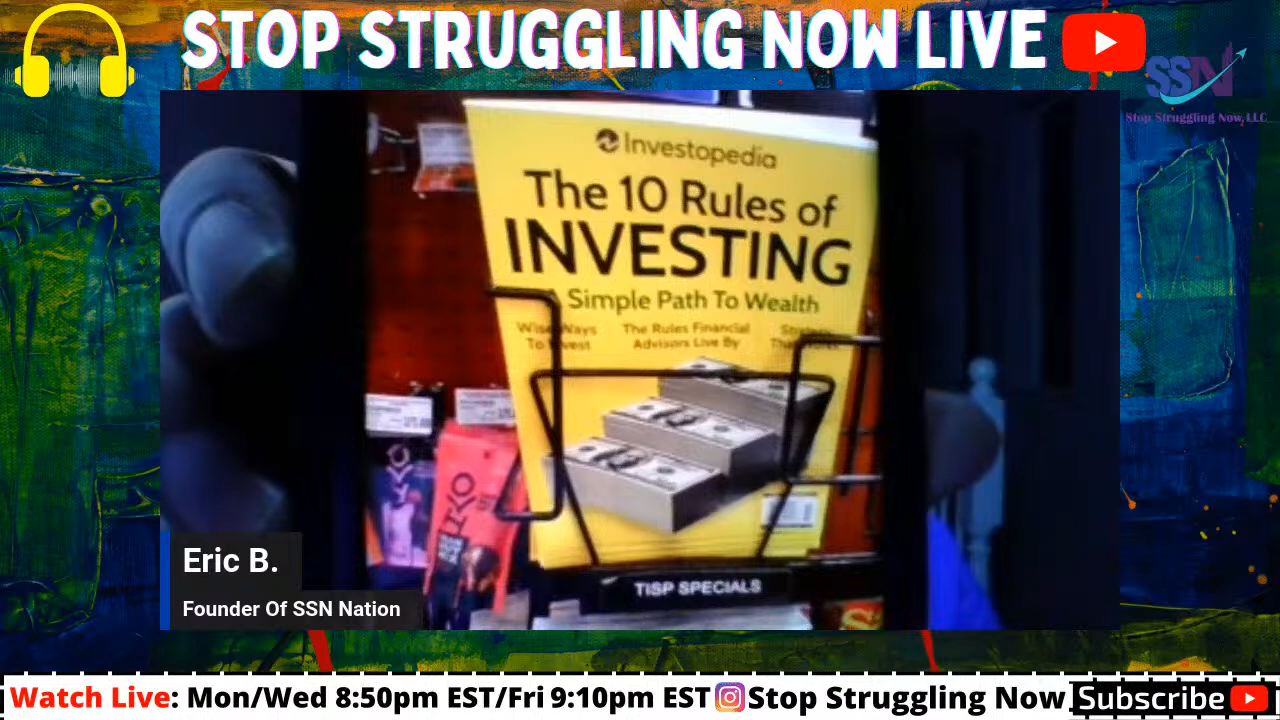 STOP STRUGGLING NOW LIVE
SSN
Stop Struggling Now, LLC
Investopedia
The 10 Rules of
INVESTING
A Simple Path To Wealth
Wise Ways
To Invest
The Rules Financial
Advisors Live By
TISP SPECIALS
Eric B.
Founder Of SSN Nation
Watch Live: Mon/Wed 8:50pm EST/Fri 9:10pm EST Stop Struggling Now Subscribe